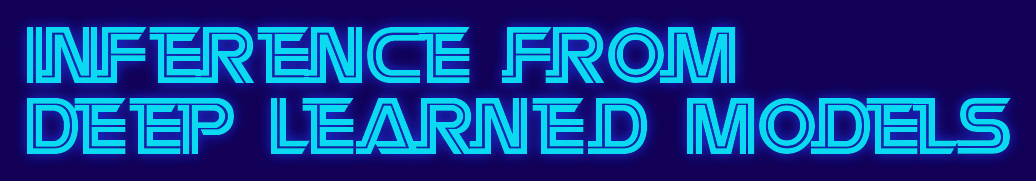 INFERENCE FROM
DEEP LEARNED MODELS